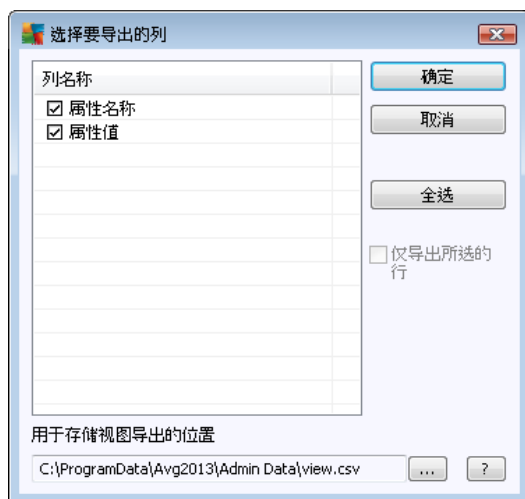 选择要导出的列
列名称
属性名称
属性值
确定
取消
全选
仅导出所选的
行
用于存储视图导出的位置
C:\ProgramData\Avg2013\Admin Data\view.csv
...
?